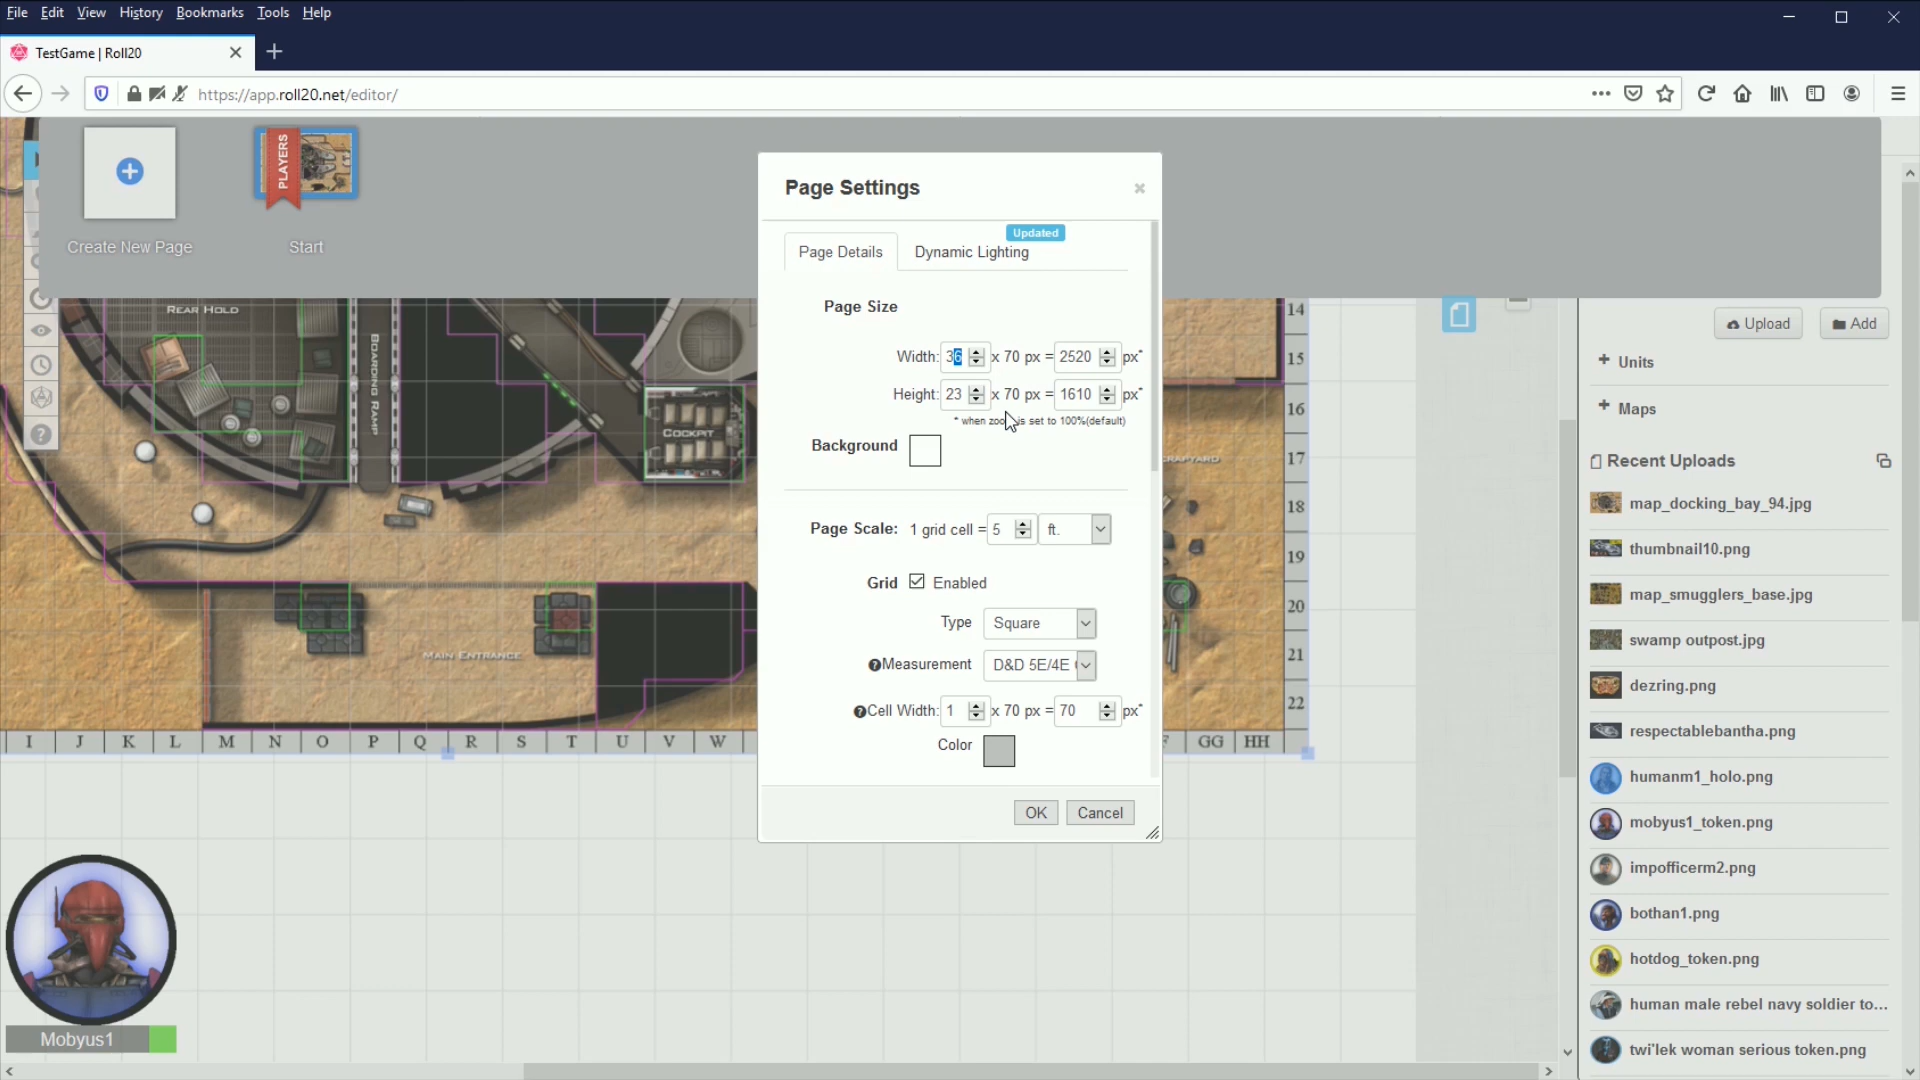 File Edit View History Bookmarks Tools Help
TestGame | Roll20
https://app.roll20.net/editor/
PLAYERS
Create New Page
Start
Page Settings
Updated
Page Details
Dynamic Lighting
Page Size
Width: 36 x 70 px = 2520 px*
Height: 23 x 70 px = 1610 px*
* when zoo is set to 100%(default)
Background
Page Scale: 1 grid cell = 5 ft.
Grid Enabled
Type Square
Measurement D&D 5E/4E
Cell Width: 1 x 70 px = 70 px*
Color
OK
Cancel
REAR HOLD
BOARDING RAMP
COCKPIT
MAIN ENTRANCE
14
15
16
17
18
19
20
21
22
I J K L M N O P Q R S T U V W
GG HH
Upload
Add
+ Units
+ Maps
Recent Uploads
map_docking_bay_94.jpg
thumbnail10.png
map_smugglers_base.jpg
swamp outpost.jpg
dezring.png
respectablebantha.png
humanm1_holo.png
mobyus1_token.png
impofficerm2.png
bothan1.png
hotdog_token.png
human male rebel navy soldier to...
twi'lek woman serious token.png
Mobyus1